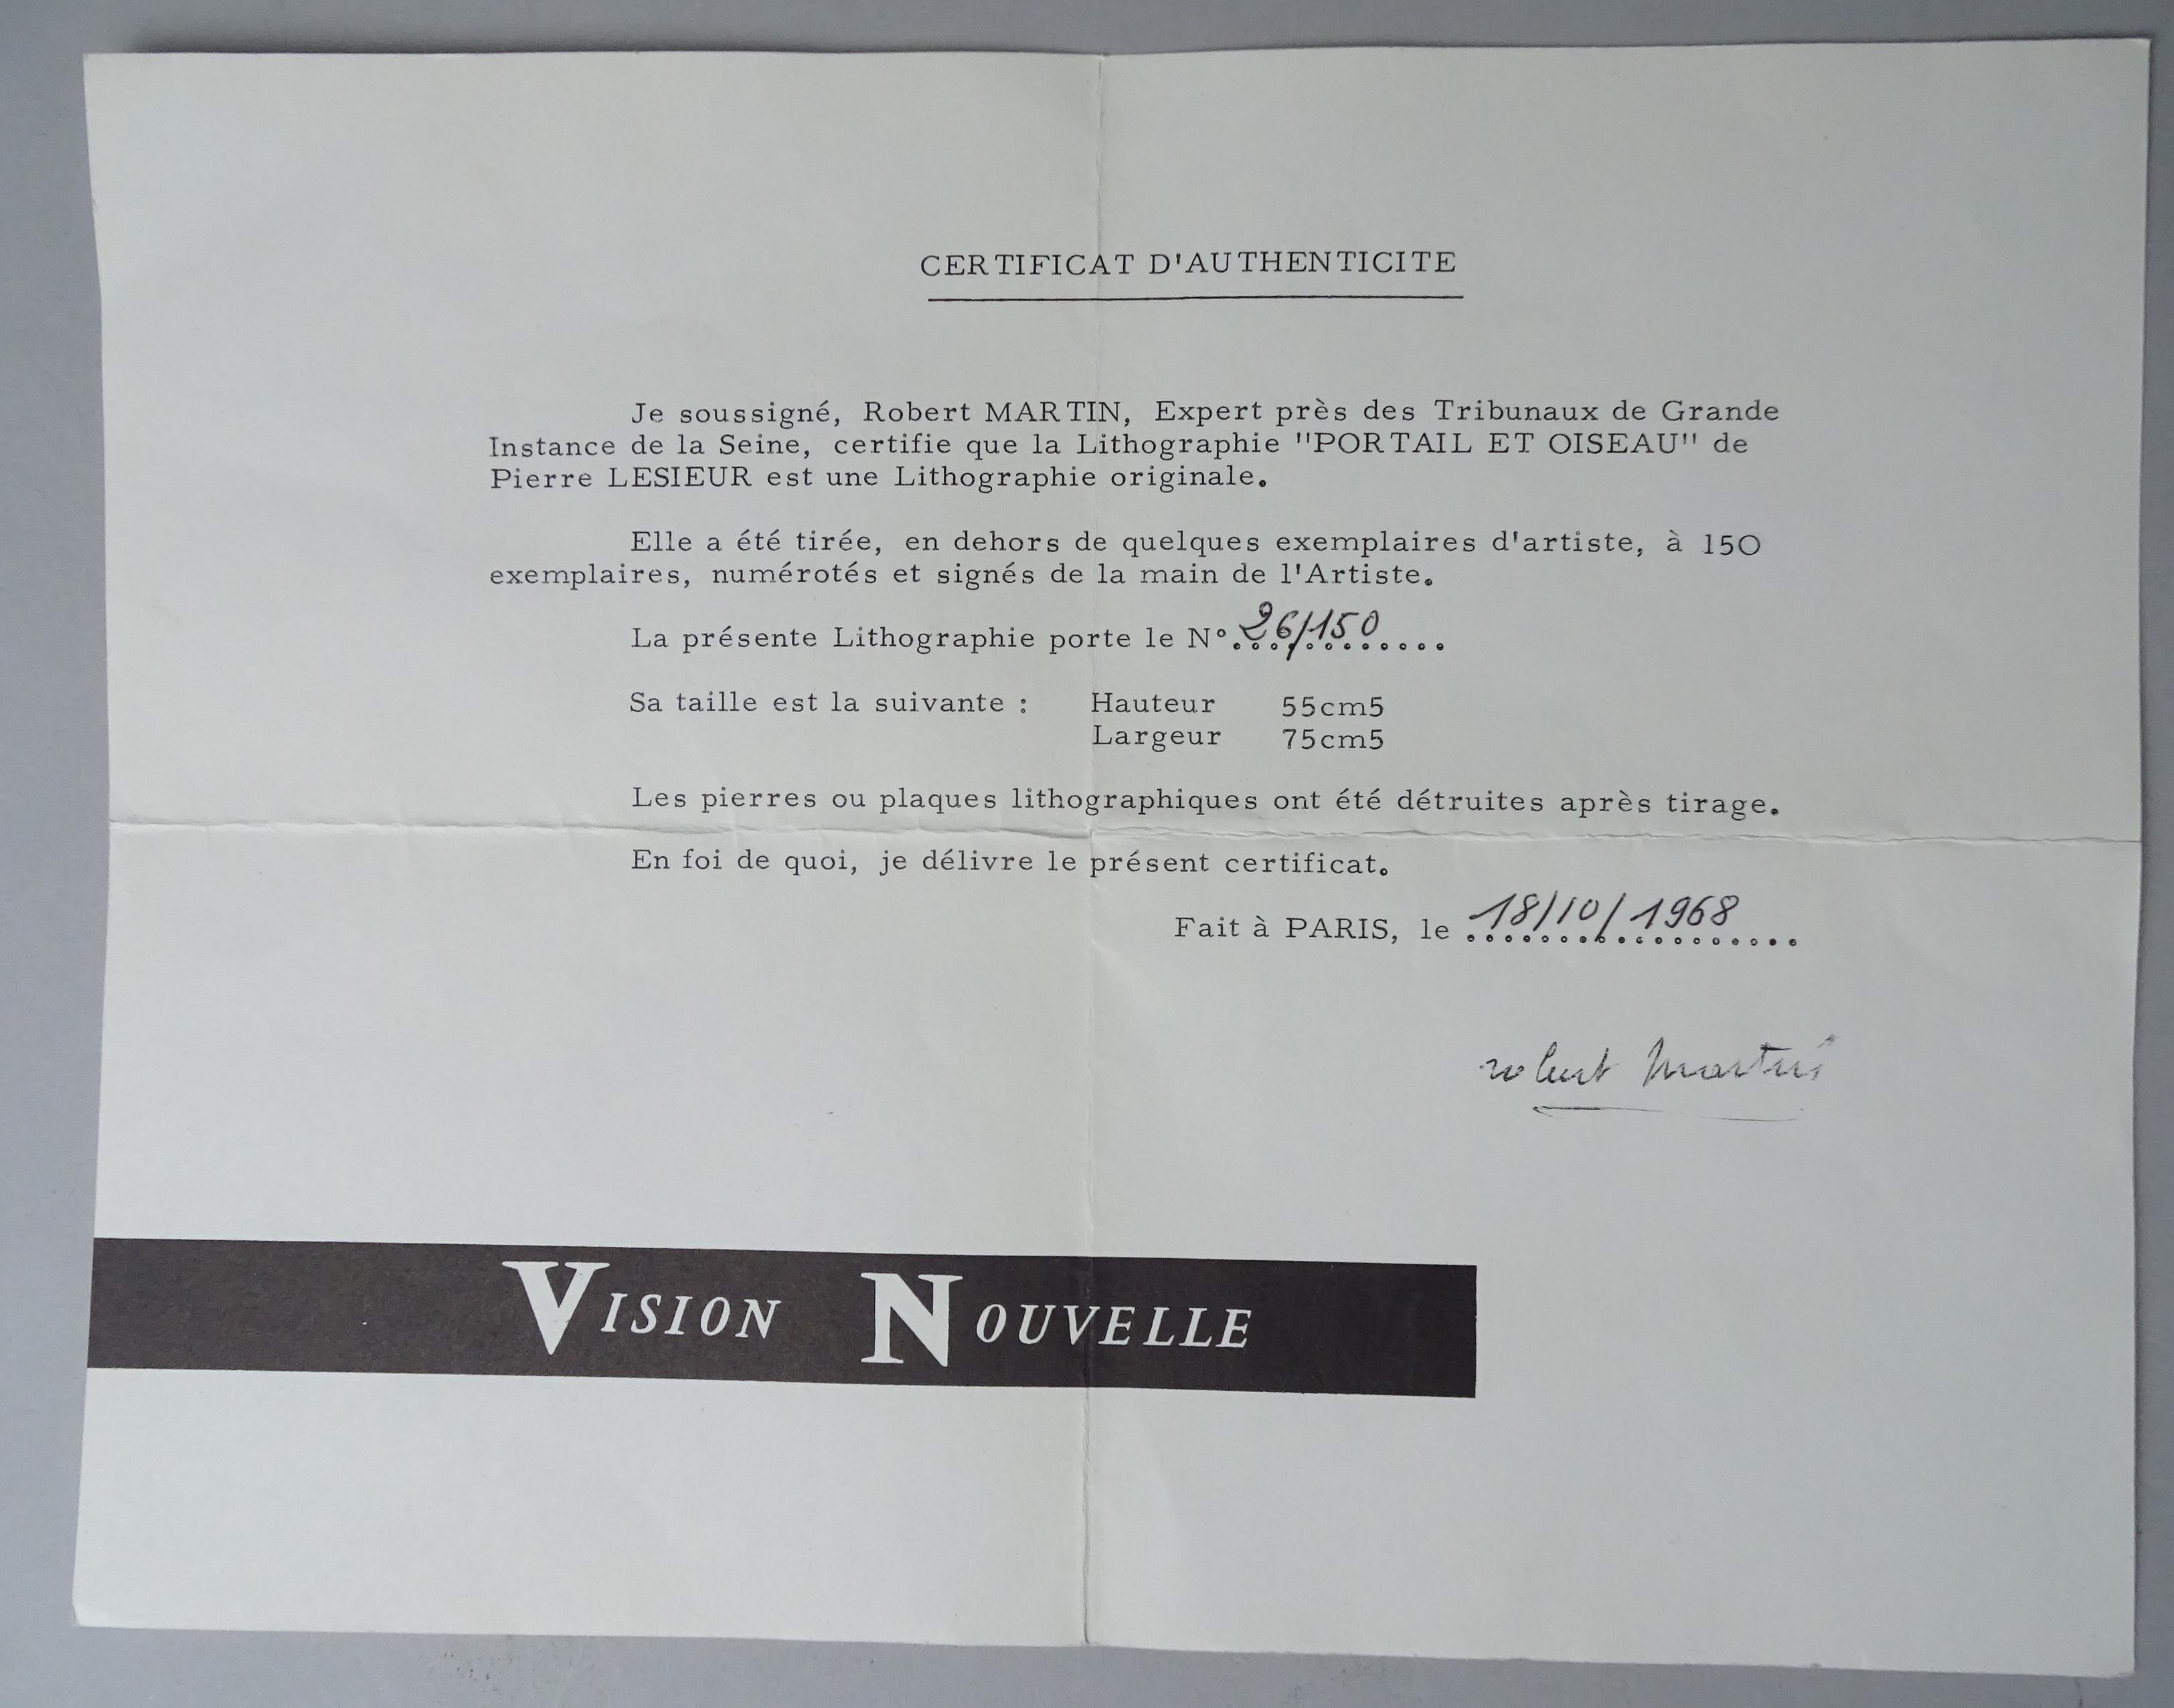 CERTIFICAT D'AUTHENTICITE
Je soussigné, Robert MARTIN, Expert près des Tribunaux de Grande
Instance de la Seine, certifie que la Lithographie "PORTAIL ET OISEAU" de
Pierre LESIEUR est une Lithographie originale.
Elle a été tirée, en dehors de quelques exemplaires d'artiste, à 150
exemplaires, numérotés et signés de la main de l'Artiste.
La présente Lithographie porte le N° 26/150
Sa taille est la suivante : Hauteur 55cm5
Largeur 75cm5
Les pierres ou plaques lithographiques ont été détruites après tirage.
En foi de quoi, je délivre le présent certificat.
Fait à PARIS, le 18/10/1968
robert Martin
VISION NOUVELLE